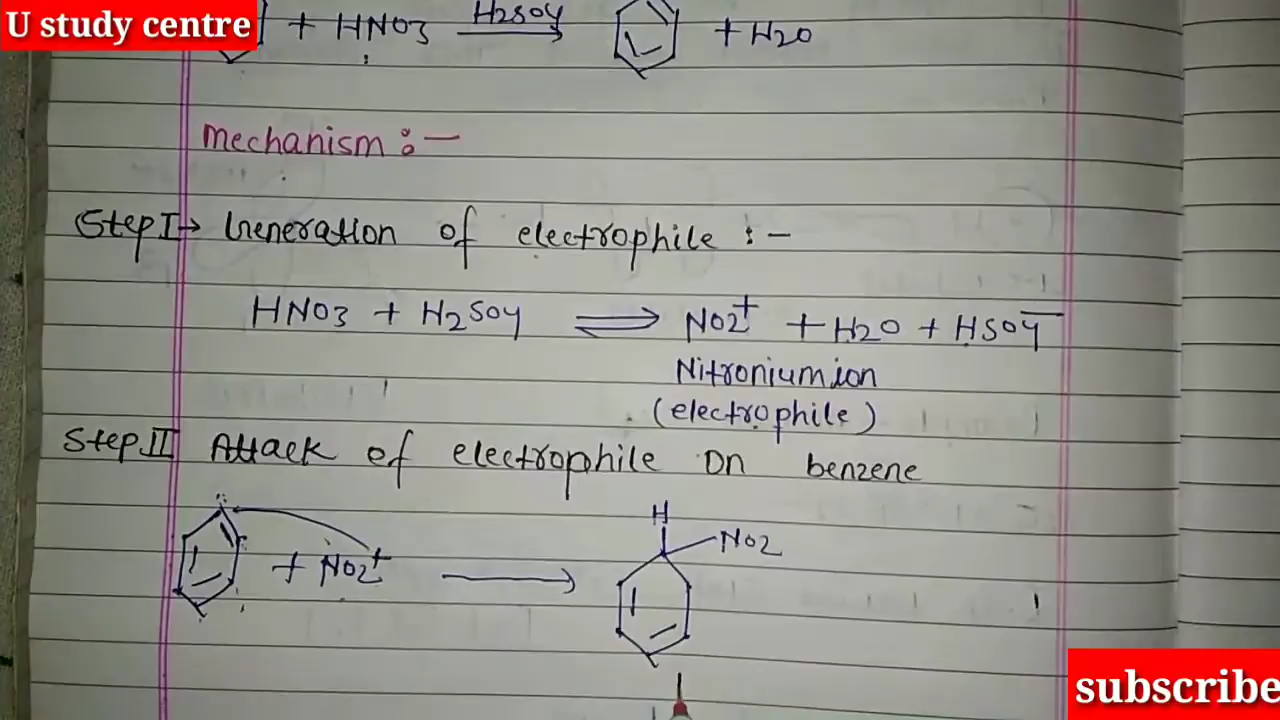 U study centre
+ HNO3 H2SO4 → + H2O
Mechanism :-
Step I → Generation of electrophile :-
HNO3 + H2SO4 ⇌ NO2+ + H2O + HSO4-
Nitronium ion
(electrophile)
Step II Attack of electrophile on benzene
H
+ NO2+ → NO2
subscribe